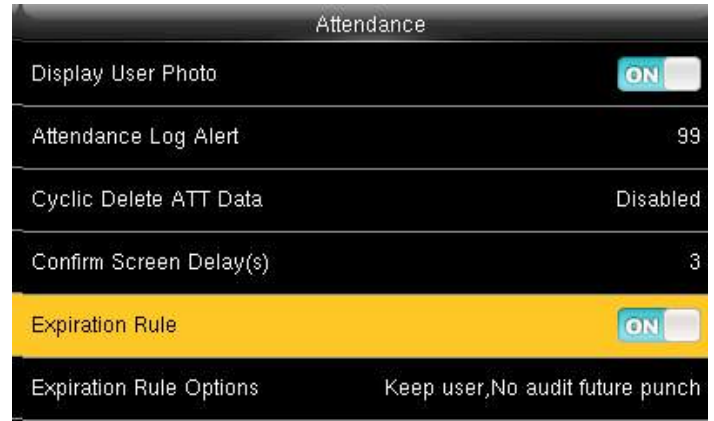 Attendance
Display User Photo ON
Attendance Log Alert 99
Cyclic Delete ATT Data Disabled
Confirm Screen Delay(s) 3
Expiration Rule ON
Expiration Rule Options Keep user,No audit future punch